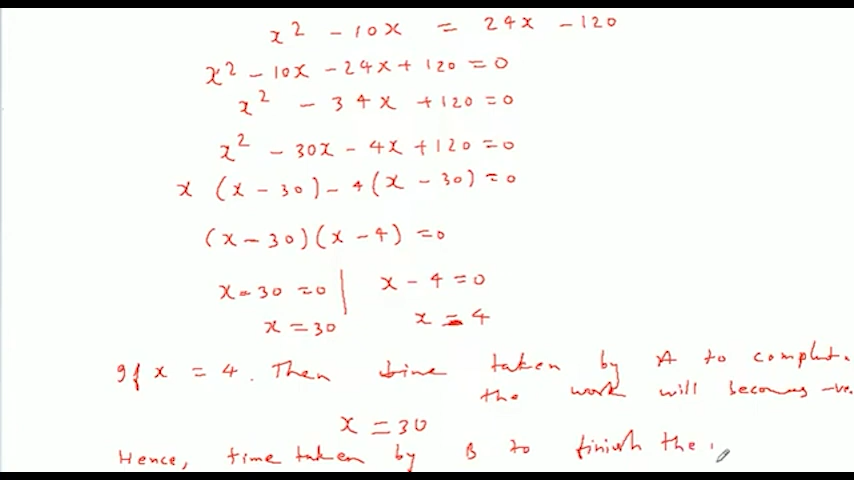 x² - 10x = 24x - 120
x² - 10x - 24x + 120 = 0
x² - 34x + 120 = 0
x² - 30x - 4x + 120 = 0
x (x - 30) - 4 (x - 30) = 0
(x - 30)(x - 4) = 0
x - 30 = 0 | x - 4 = 0
x = 30 x = 4
If x = 4. Then time taken by A to complet.
the work will becomes -ve.
x = 30
Hence, time taken by B to finish the